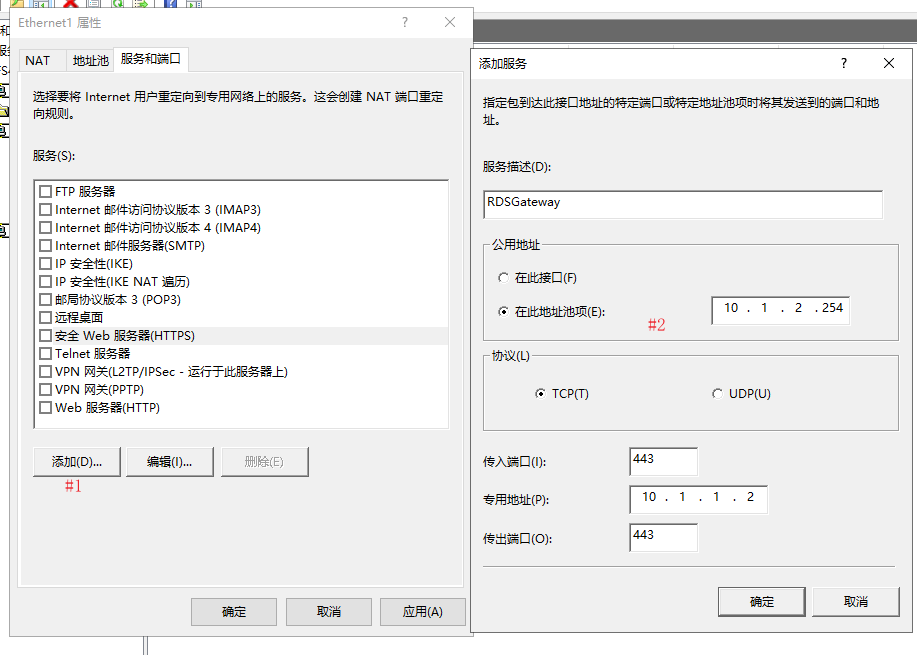 Ethernet1 属性
?
NAT
地址池
服务和端口
选择要将 Internet 用户重定向到专用网络上的服务。这会创建 NAT 端口重定
向规则。
服务(S):
FTP 服务器
Internet 邮件访问协议版本 3 (IMAP3)
Internet 邮件访问协议版本 4 (IMAP4)
Internet 邮件服务器(SMTP)
IP 安全性(IKE)
IP 安全性(IKE NAT 遍历)
邮局协议版本 3 (POP3)
远程桌面
安全 Web 服务器(HTTPS)
Telnet 服务器
VPN 网关(L2TP/IPSec - 运行于此服务器上)
VPN 网关(PPTP)
Web 服务器(HTTP)
添加(D)...
编辑(I)...
删除(E)
#1
确定
取消
应用(A)
添加服务
?
指定包到达此接口地址的特定端口或特定地址池项时将其发送到的端口和地
址。
服务描述(D):
RDSGateway
公用地址
在此接口(F)
在此地址池项(E):
10 . 1 . 2 . 254
#2
协议(L)
TCP(T)
UDP(U)
传入端口(I):
443
专用地址(P):
10 . 1 . 1 . 2
传出端口(O):
443
确定
取消